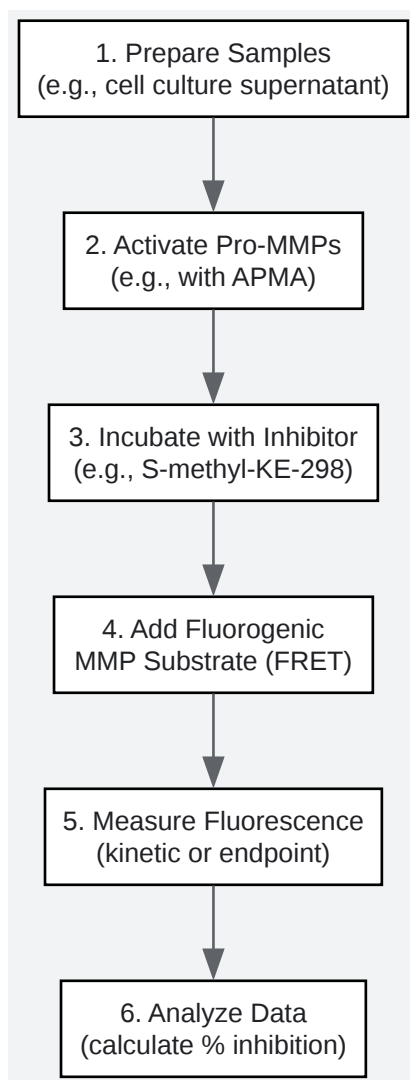 1. Prepare Samples
(e.g., cell culture supernatant)
2. Activate Pro-MMPs
(e.g., with APMA)
3. Incubate with Inhibitor
(e.g., S-methyl-KE-298)
4. Add Fluorogenic
MMP Substrate (FRET)
5. Measure Fluorescence
(kinetic or endpoint)
6. Analyze Data
(calculate % inhibition)